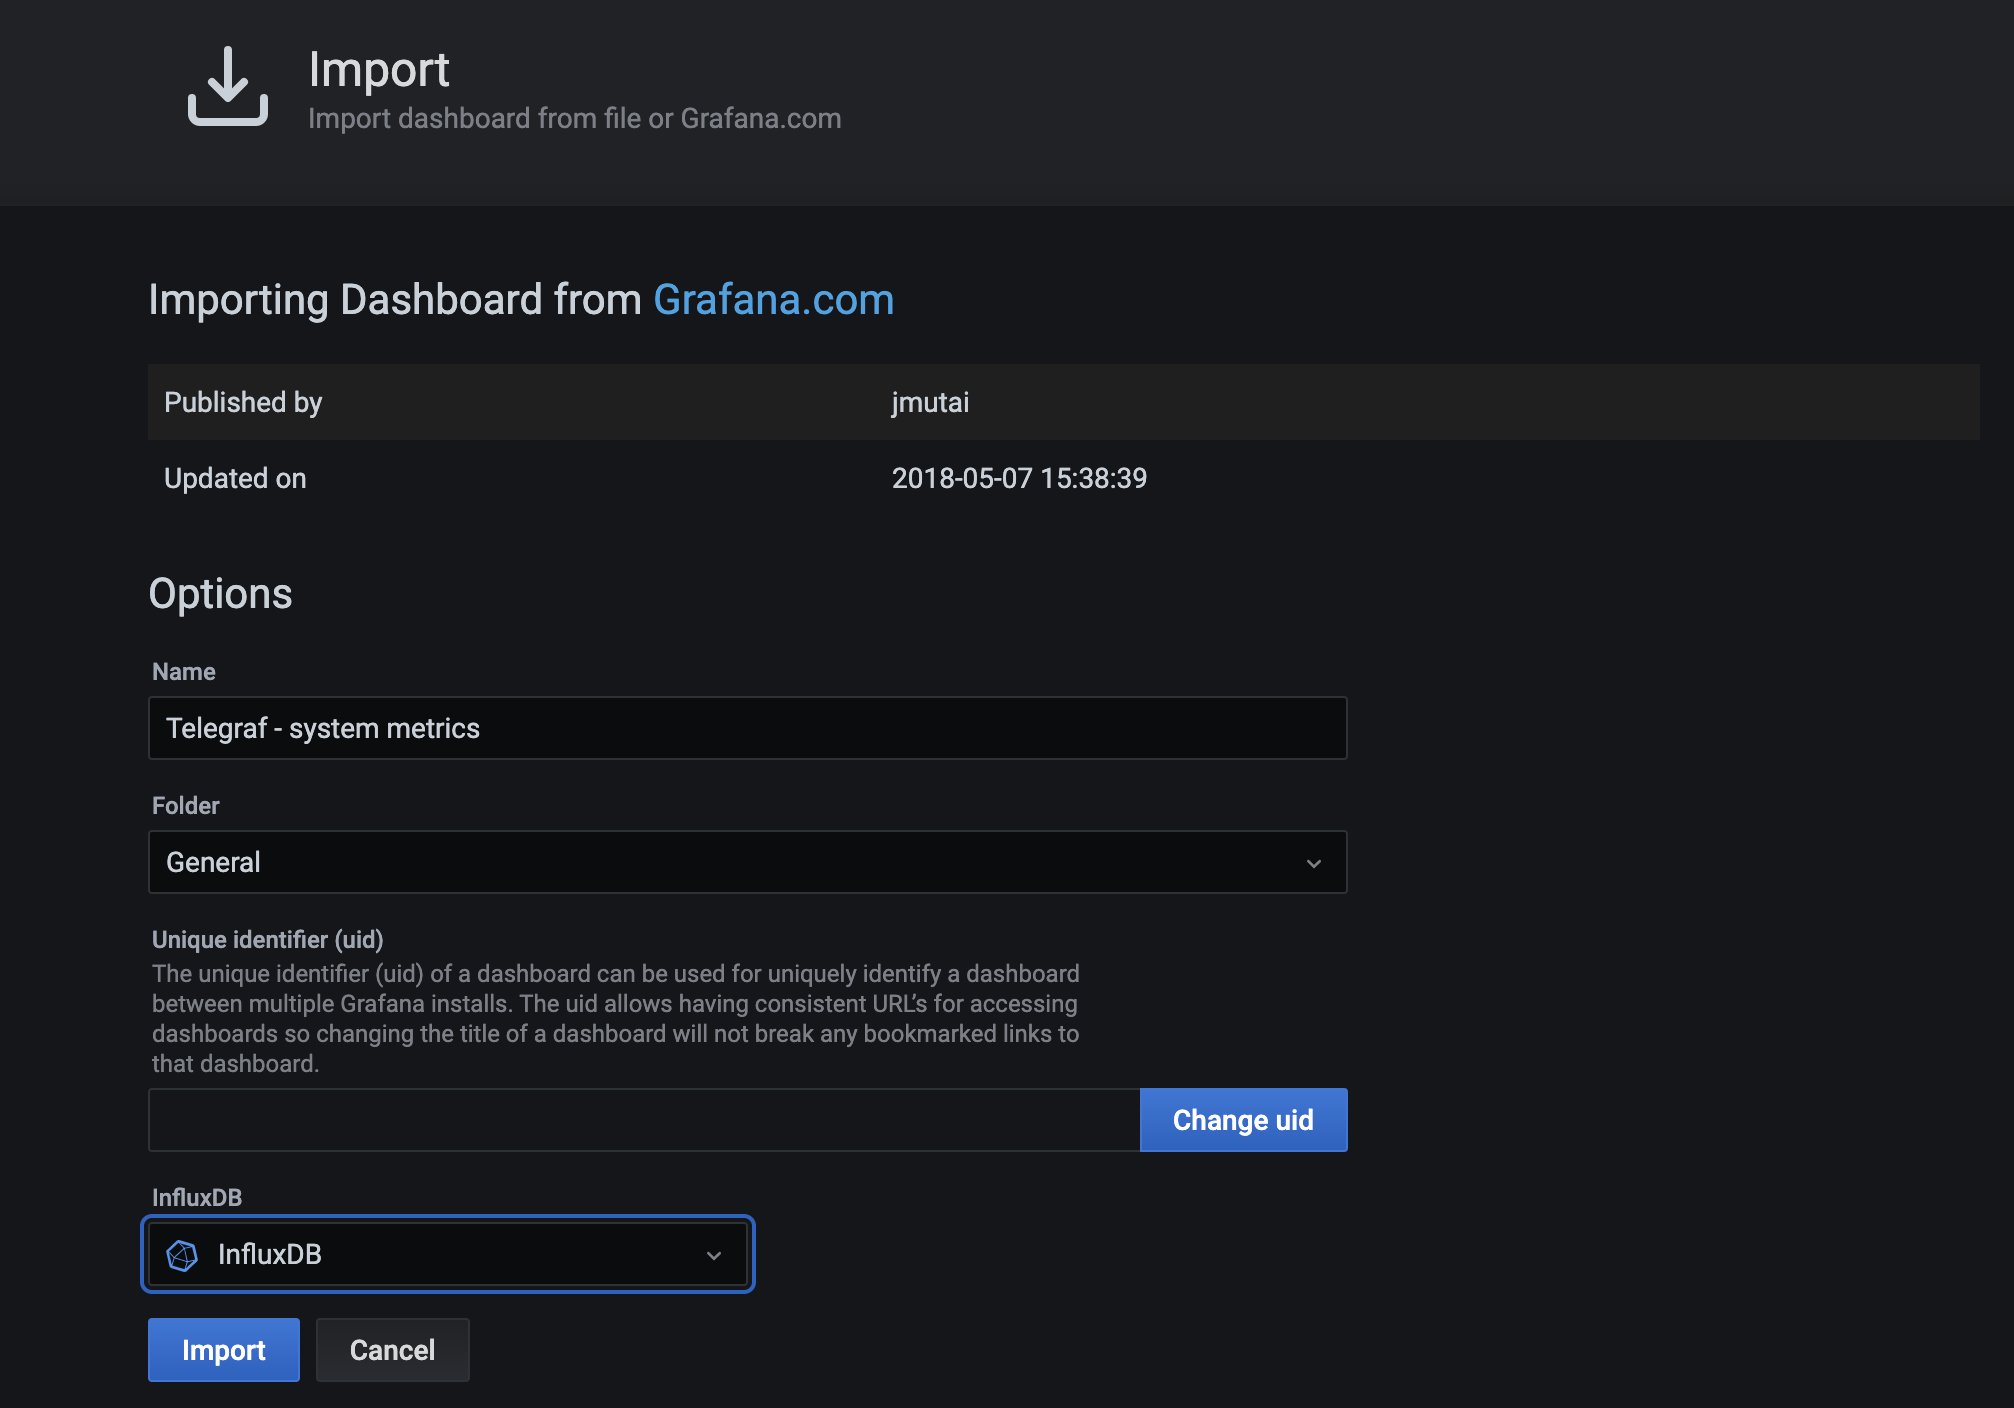 Import
Import dashboard from file or Grafana.com
Importing Dashboard from Grafana.com
Published by jmutai
Updated on 2018-05-07 15:38:39
Options
Name
Telegraf - system metrics
Folder
General
Unique identifier (uid)
The unique identifier (uid) of a dashboard can be used for uniquely identify a dashboard
between multiple Grafana installs. The uid allows having consistent URL’s for accessing
dashboards so changing the title of a dashboard will not break any bookmarked links to
that dashboard.
Change uid
InfluxDB
InfluxDB
Import Cancel